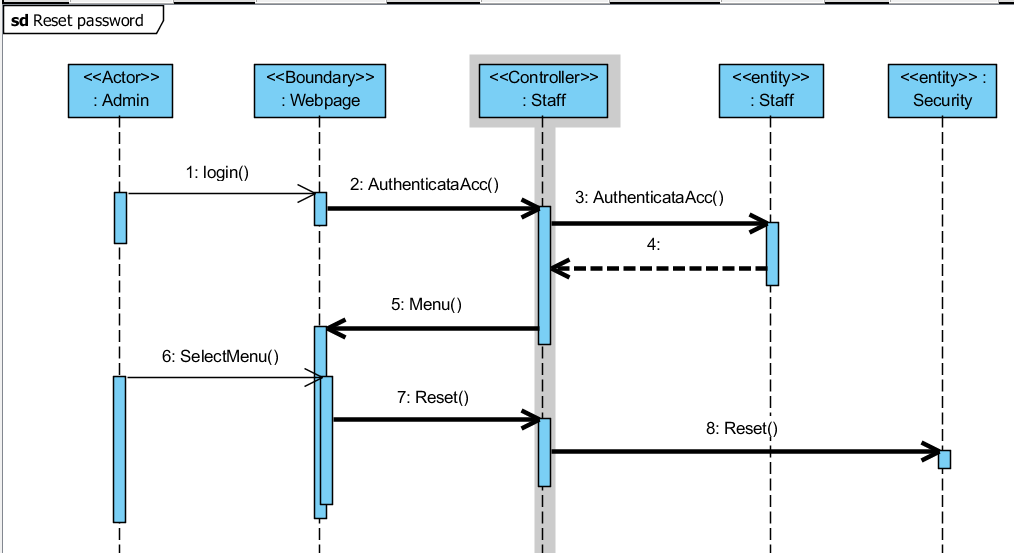 sd Reset password
<<Actor>>
: Admin
<<Boundary>>
: Webpage
<<Controller>>
: Staff
<<entity>>
: Staff
<<entity>> :
Security
1: login()
2: AuthenticataAcc()
3: AuthenticataAcc()
4:
5: Menu()
6: SelectMenu()
7: Reset()
8: Reset()